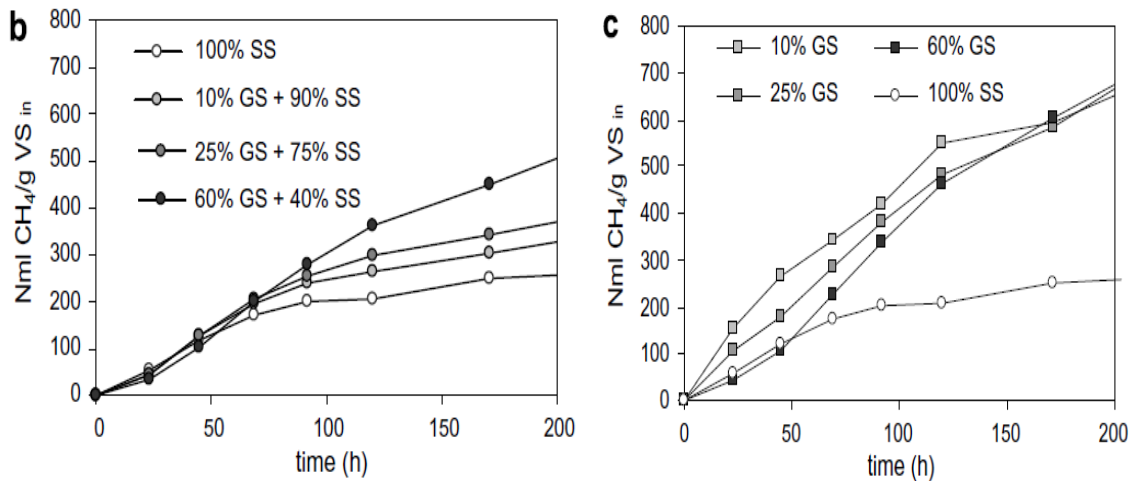 b
800
700
600
500
400
300
200
100
0
Nml CH4/g VS in
100% SS
10% GS + 90% SS
25% GS + 75% SS
60% GS + 40% SS
0 50 100 150 200
time (h)
c
800
700
600
500
400
300
200
100
0
Nml CH4/g VS in
10% GS 60% GS
25% GS 100% SS
0 50 100 150 200
time (h)